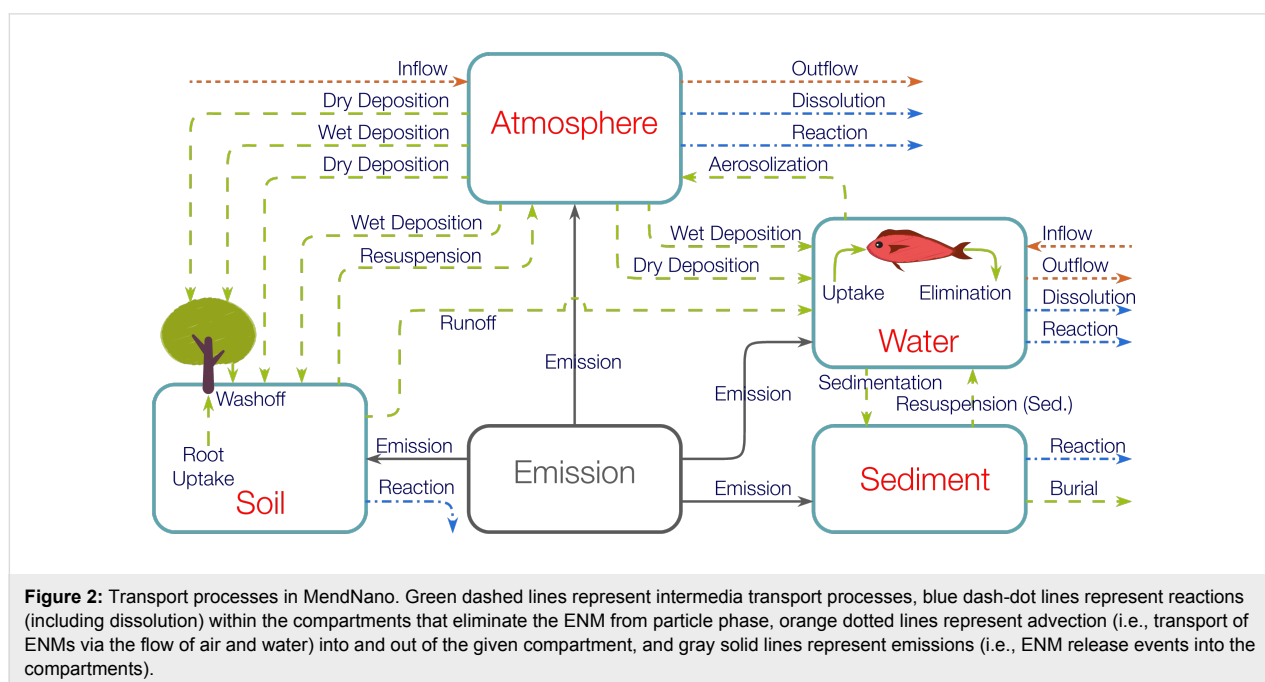 Inflow
Outflow
Dry Deposition
Dissolution
Atmosphere
Wet Deposition
Reaction
Dry Deposition
Aerosolization
Wet Deposition
Wet Deposition
Inflow
Resuspension
Dry Deposition
Outflow
Uptake
Elimination
Dissolution
Runoff
Reaction
Water
Emission
Sedimentation
Washoff
Emission
Resuspension (Sed.)
Root
Uptake
Emission
Reaction
Emission
Sediment
Reaction
Emission
Burial
Soil
Figure 2: Transport processes in MendNano. Green dashed lines represent intermedia transport processes, blue dash-dot lines represent reactions
(including dissolution) within the compartments that eliminate the ENM from particle phase, orange dotted lines represent advection (i.e., transport of
ENMs via the flow of air and water) into and out of the given compartment, and gray solid lines represent emissions (i.e., ENM release events into the
compartments).